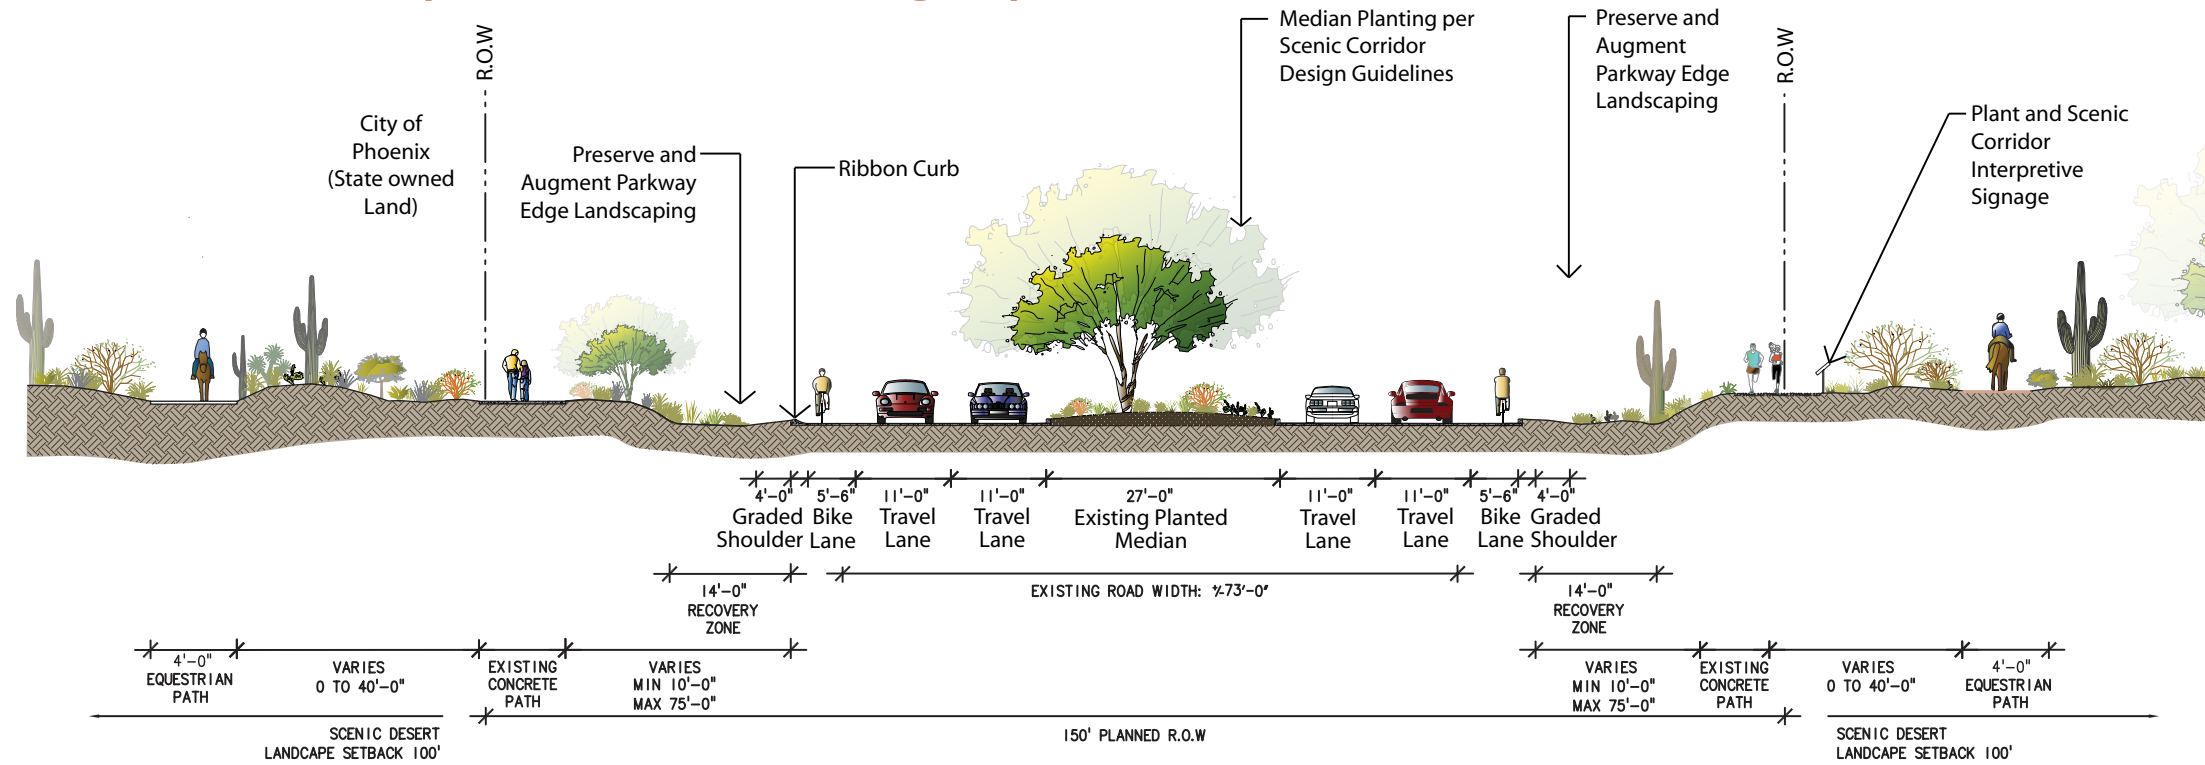 R.O.W
City of
Phoenix
(State owned
Land)
Preserve and
Augment Parkway
Edge Landscaping
Ribbon Curb
Median Planting per
Scenic Corridor
Design Guidelines
Preserve and
Augment
Parkway Edge
Landscaping
R.O.W
Plant and Scenic
Corridor
Interpretive
Signage
4'-0" 5'-6" 11'-0" 11'-0" 27'-0" 11'-0" 11'-0" 5'-6" 4'-0"
Graded Bike Travel Travel Existing Planted Travel Travel Bike Graded
Shoulder Lane Lane Lane Median Lane Lane Lane Shoulder
14'-0"
RECOVERY
ZONE
EXISTING ROAD WIDTH: +/-73'-0"
14'-0"
RECOVERY
ZONE
4'-0"
EQUESTRIAN
PATH
VARIES
0 TO 40'-0"
EXISTING
CONCRETE
PATH
VARIES
MIN 10'-0"
MAX 75'-0"
VARIES
MIN 10'-0"
MAX 75'-0"
EXISTING
CONCRETE
PATH
VARIES
0 TO 40'-0"
4'-0"
EQUESTRIAN
PATH
SCENIC DESERT
LANDCAPE SETBACK 100'
150' PLANNED R.O.W
SCENIC DESERT
LANDCAPE SETBACK 100'